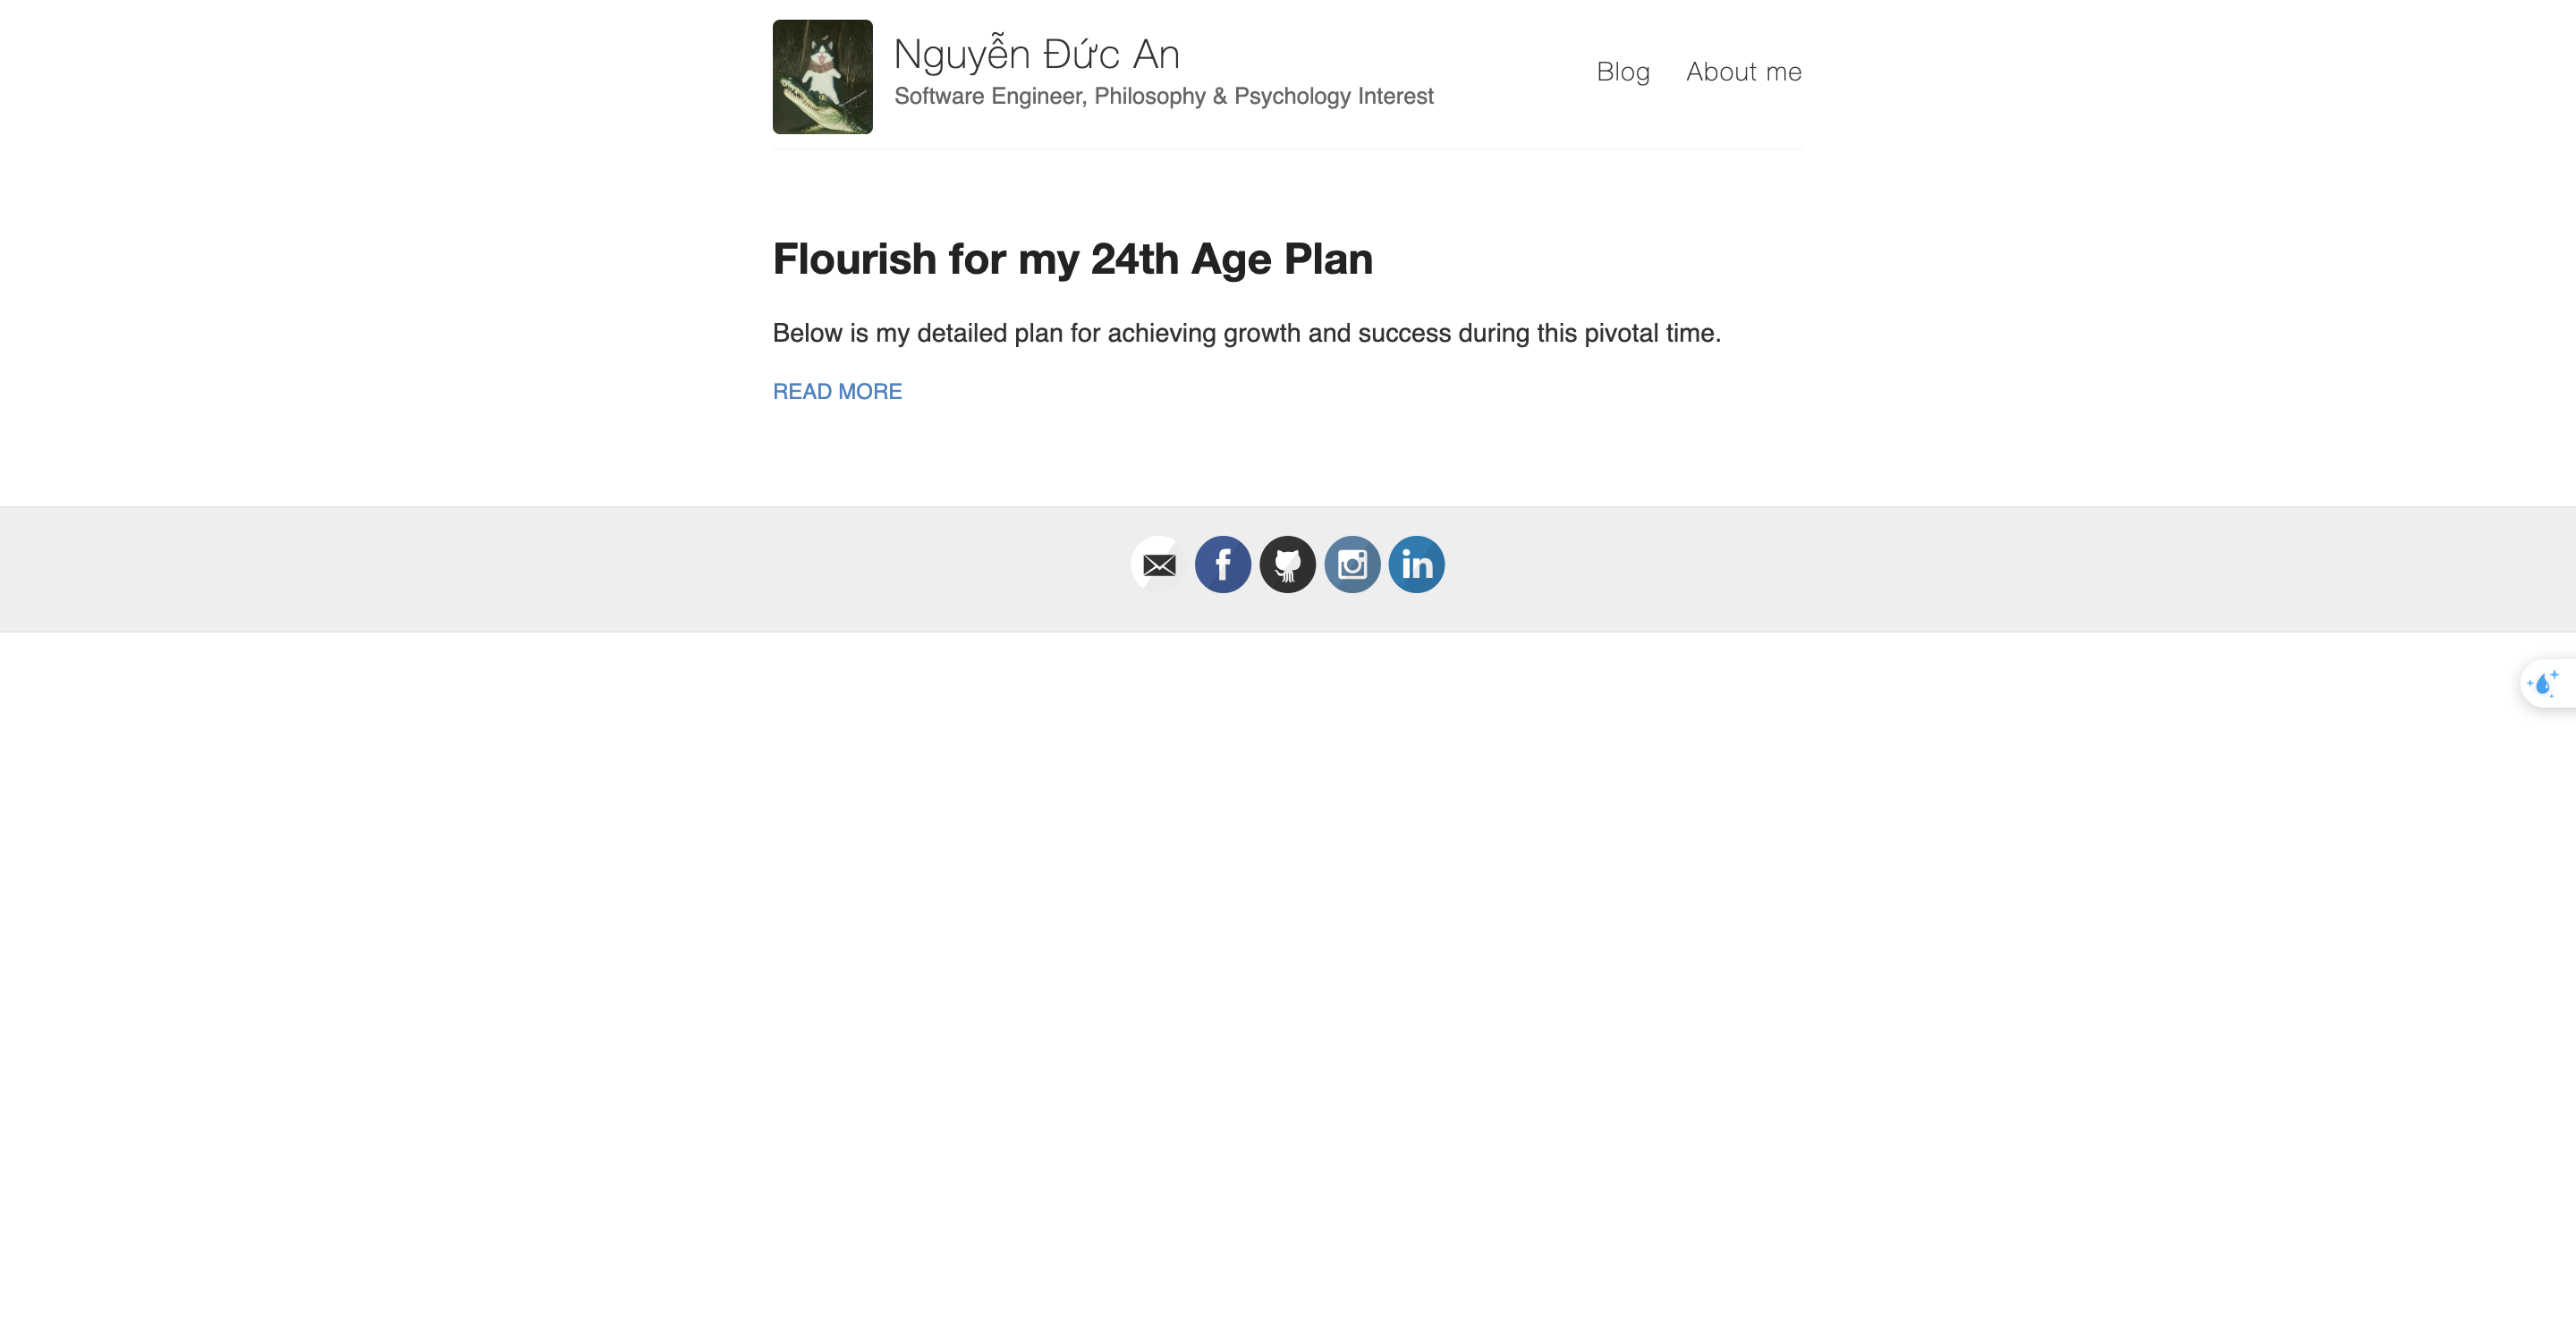 Nguyễn Đức An
Software Engineer, Philosophy & Psychology Interest
Blog
About me
Flourish for my 24th Age Plan
Below is my detailed plan for achieving growth and success during this pivotal time.
READ MORE
f
in